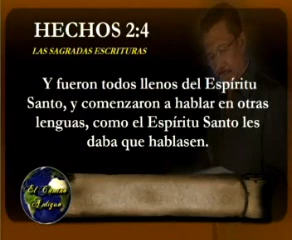 HECHOS 2:4
LAS SAGRADAS ESCRITURAS
Y fueron todos llenos del Espíritu
Santo, y comenzaron a hablar en otras
lenguas, como el Espíritu Santo les
daba que hablasen.
El Camino
Antiguo